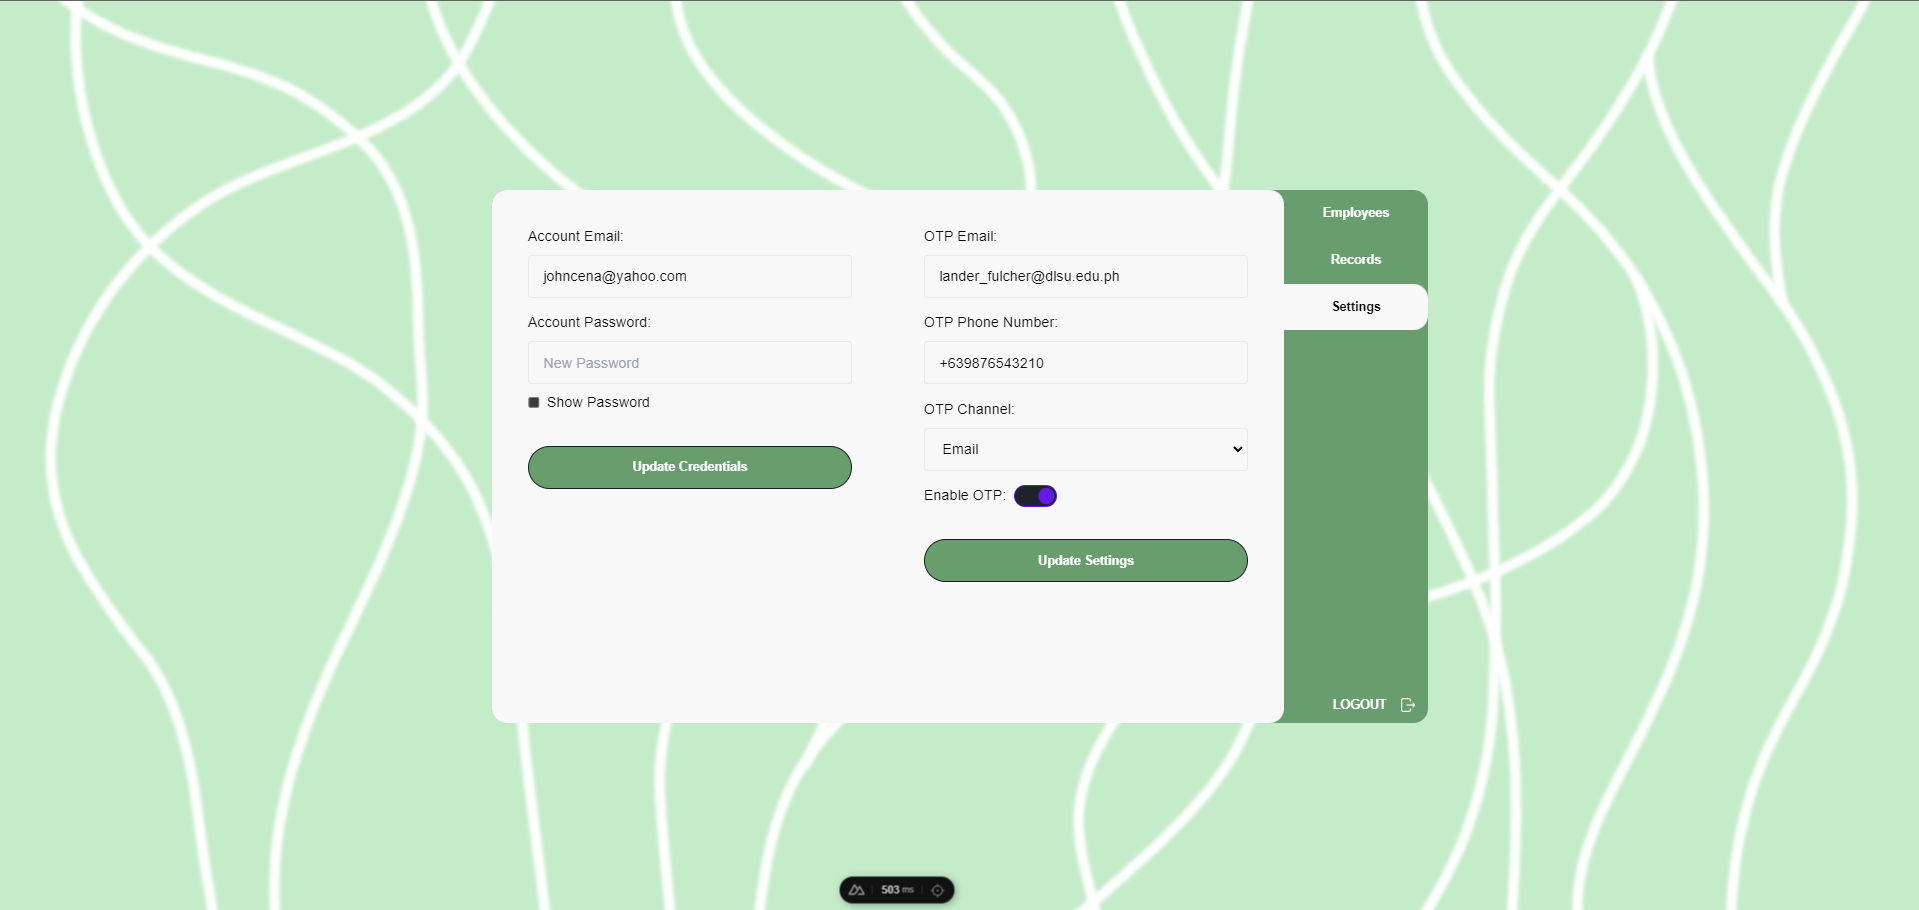 Account Email:
johncena@yahoo.com
Account Password:
New Password
Show Password
Update Credentials
OTP Email:
lander_fulcher@dlsu.edu.ph
OTP Phone Number:
+639876543210
OTP Channel:
Email
Enable OTP:
Update Settings
Employees
Records
Settings
LOGOUT
503 ms